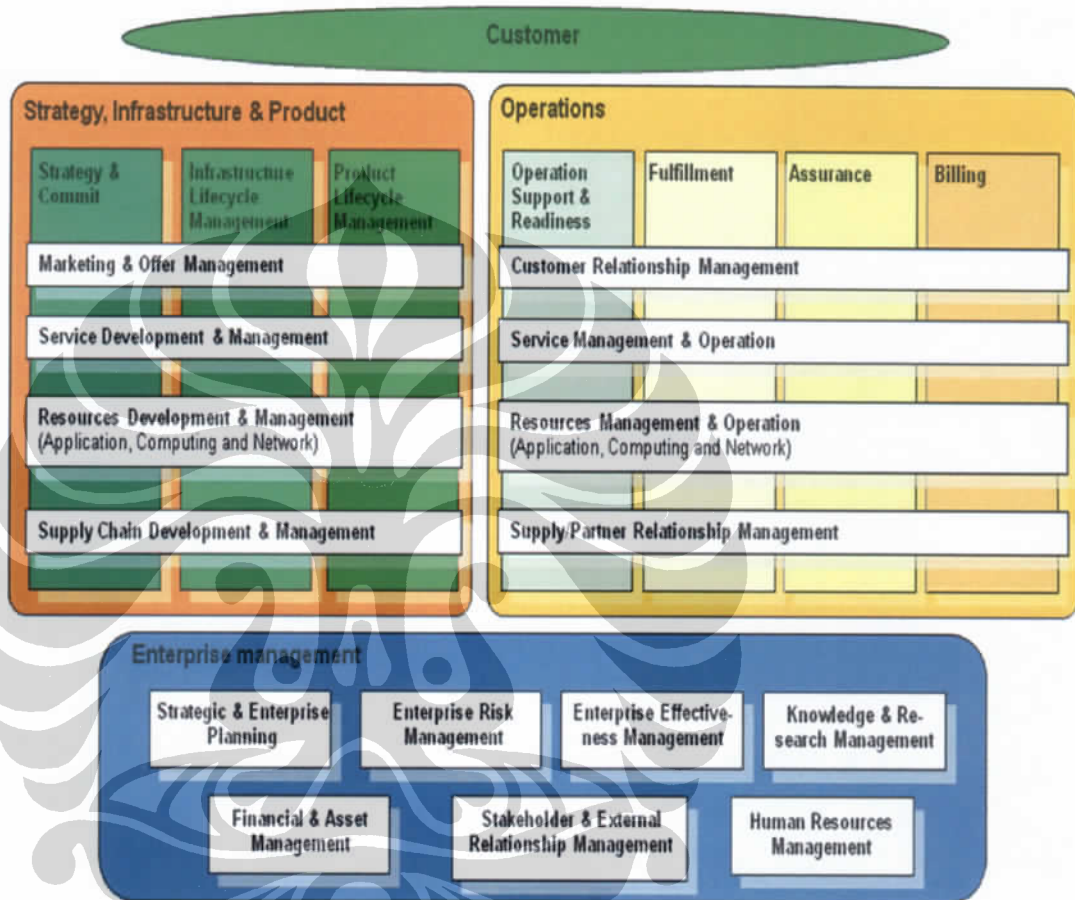 Customer
Strategy, Infrastructure & Product
Strategy &
Commit
Infrastructure
Lifecycle
Management
Product
Lifecycle
Management
Marketing & Offer Management
Service Development & Management
Resources Development & Management
(Application, Computing and Network)
Supply Chain Development & Management
Operations
Operation
Support &
Readiness
Fulfillment
Assurance
Billing
Customer Relationship Management
Service Management & Operation
Resources Management & Operation
(Application, Computing and Network)
Supply/Partner Relationship Management
Enterprise management
Strategic & Enterprise
Planning
Enterprise Risk
Management
Enterprise Effective-
ness Management
Knowledge & Re-
search Management
Financial & Asset
Management
Stakeholder & External
Relationship Management
Human Resources
Management